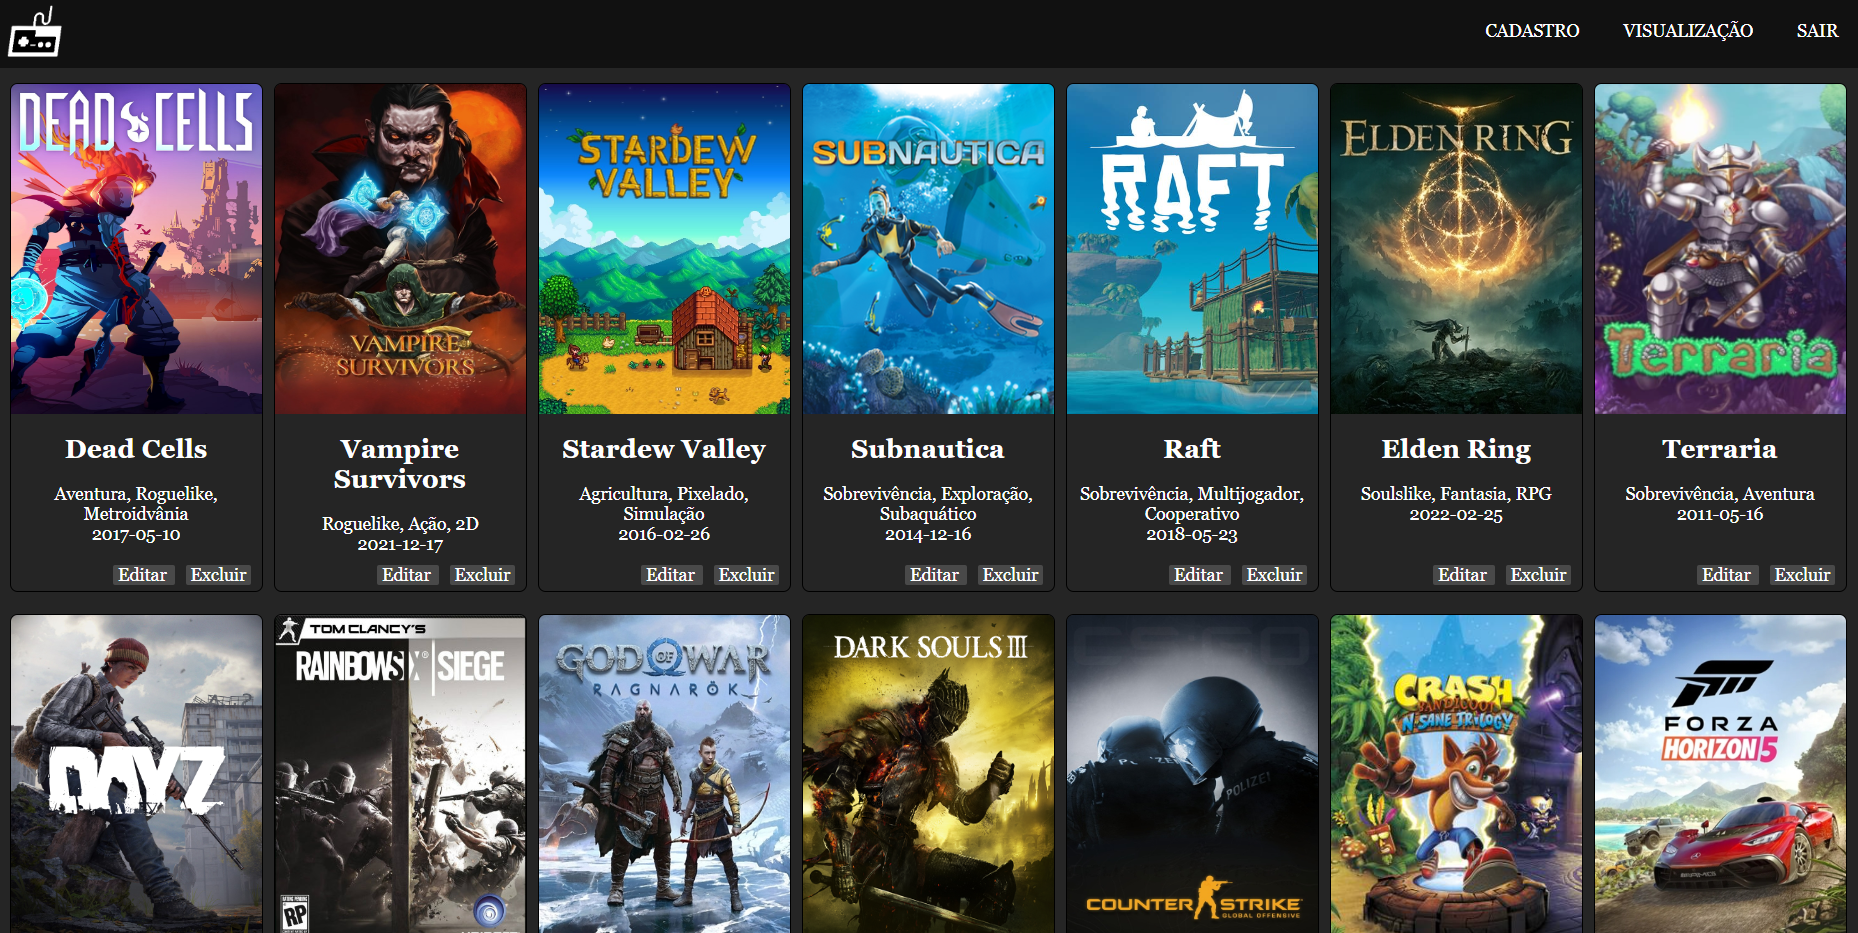 CADASTRO VISUALIZAÇÃO SAIR
DEAD CELLS
VAMPIRE
SURVIVORS
STARDEW
VALLEY
SUBNAUTICA
RAFT
ELDEN RING
Terraria
Dead Cells
Aventura, Roguelike,
Metroidvânia
2017-05-10
Editar Excluir
Vampire
Survivors
Roguelike, Ação, 2D
2021-12-17
Editar Excluir
Stardew Valley
Agricultura, Pixelado,
Simulação
2016-02-26
Editar Excluir
Subnautica
Sobrevivência, Exploração,
Subaquático
2014-12-16
Editar Excluir
Raft
Sobrevivência, Multijogador,
Cooperativo
2018-05-23
Editar Excluir
Elden Ring
Soulslike, Fantasia, RPG
2022-02-25
Editar Excluir
Terraria
Sobrevivência, Aventura
2011-05-16
Editar Excluir
DAYZ
TOM CLANCY'S
RAINBOW SIX® | SIEGE
RP
GOD OF WAR
RAGNARÖK
DARK SOULS III
CS:GO
POLIZEI
POLIZEI
COUNTER STRIKE
GLOBAL OFFENSIVE
CRASH
BANDICOOT
N. SANE TRILOGY
FORZA
HORIZON 5